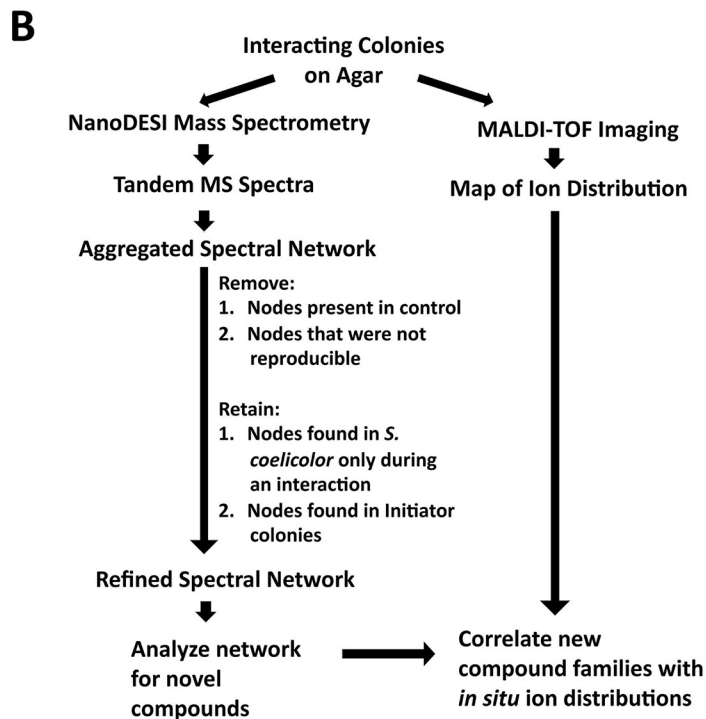 B
Interacting Colonies
on Agar
NanoDESI Mass Spectrometry
MALDI-TOF Imaging
Tandem MS Spectra
Map of Ion Distribution
Aggregated Spectral Network
Remove:
1. Nodes present in control
2. Nodes that were not
reproducible
Retain:
1. Nodes found in S.
coelicolor only during
an interaction
2. Nodes found in Initiator
colonies
Refined Spectral Network
Analyze network
for novel
compounds
Correlate new
compound families with
in situ ion distributions